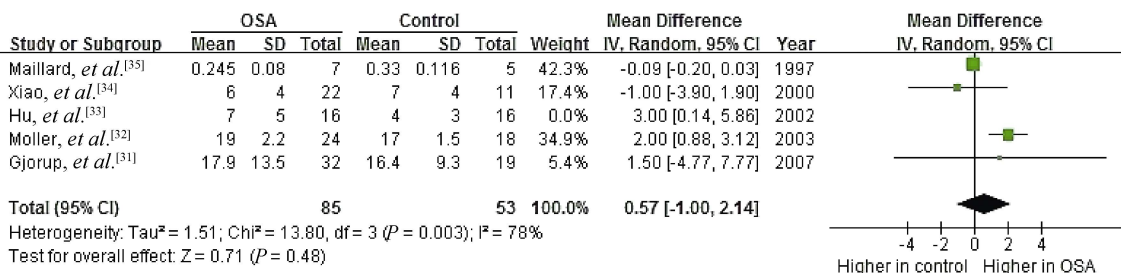 OSA Control Mean Difference Mean Difference
Study or Subgroup Mean SD Total Mean SD Total Weight IV, Random, 95% CI Year IV, Random, 95% CI
Maillard, et al.[35] 0.245 0.08 7 0.33 0.116 5 42.3% -0.09 [-0.20, 0.03] 1997
Xiao, et al.[34] 6 4 22 7 4 11 17.4% -1.00 [-3.90, 1.90] 2000
Hu, et al.[33] 7 5 16 4 3 16 0.0% 3.00 [0.14, 5.86] 2002
Moller, et al.[32] 19 2.2 24 17 1.5 18 34.9% 2.00 [0.88, 3.12] 2003
Gjorup, et al.[31] 17.9 13.5 32 16.4 9.3 19 5.4% 1.50 [-4.77, 7.77] 2007
Total (95% CI) 85 53 100.0% 0.57 [-1.00, 2.14]
Heterogeneity: Tau² = 1.51; Chi² = 13.80, df = 3 (P = 0.003); I² = 78%
Test for overall effect: Z = 0.71 (P = 0.48)
-4 -2 0 2 4
Higher in control Higher in OSA